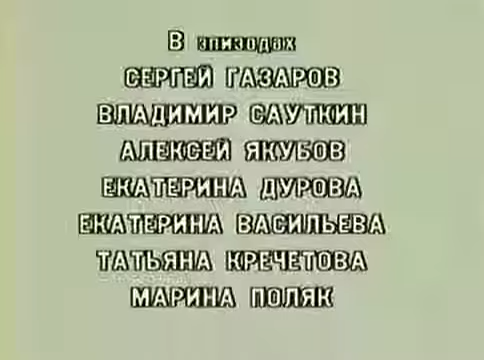 В эпизодах
СЕРГЕЙ ГАЗАРОВ
ВЛАДИМИР САУТКИН
АЛЕКСЕЙ ЯКУБОВ
ЕКАТЕРИНА ДУРОВА
ЕКАТЕРИНА ВАСИЛЬЕВА
ТАТЬЯНА КРЕЧЕТОВА
МАРИНА ПОЛЯК